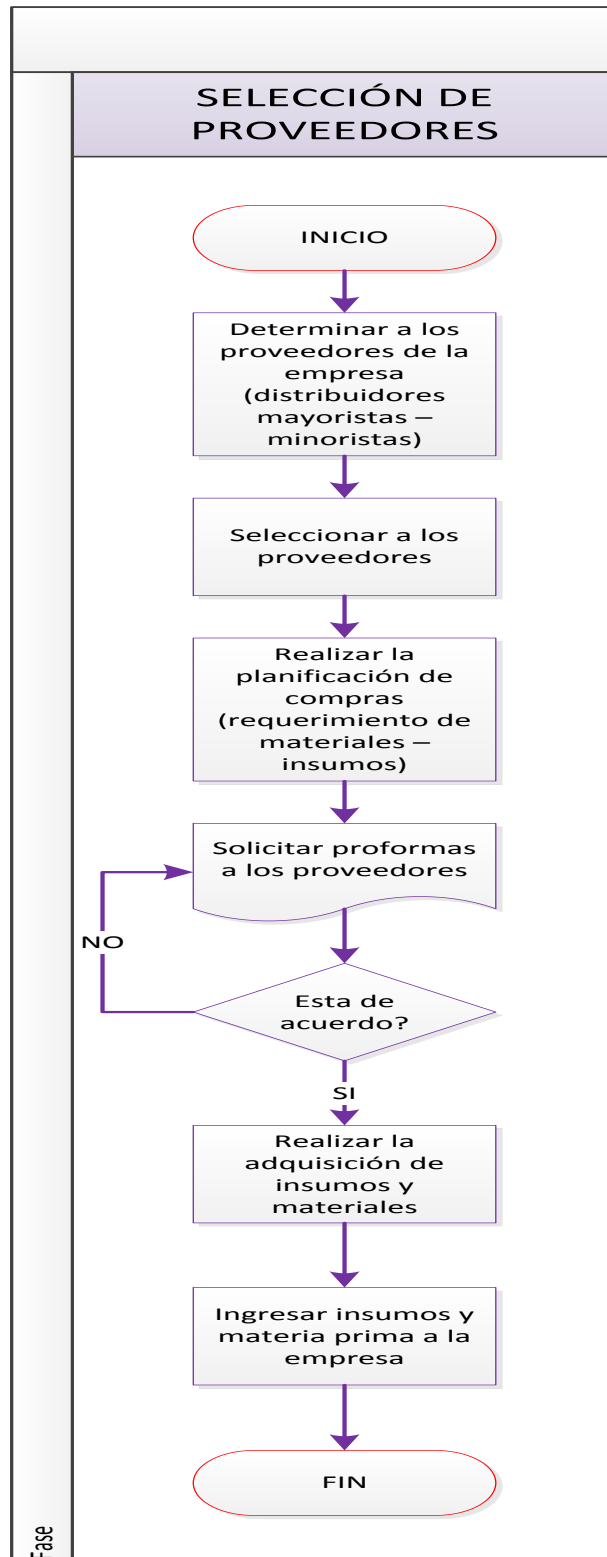 SELECCIÓN DE
PROVEEDORES
INICIO
Determinar a los
proveedores de la
empresa
(distribuidores
mayoristas –
minoristas)
Seleccionar a los
proveedores
Realizar la
planificación de
compras
(requerimiento de
materiales –
insumos)
Solicitar proformas
a los proveedores
NO
Esta de
acuerdo?
SI
Realizar la
adquisición de
insumos y
materiales
Ingresar insumos y
materia prima a la
empresa
FIN
Fase